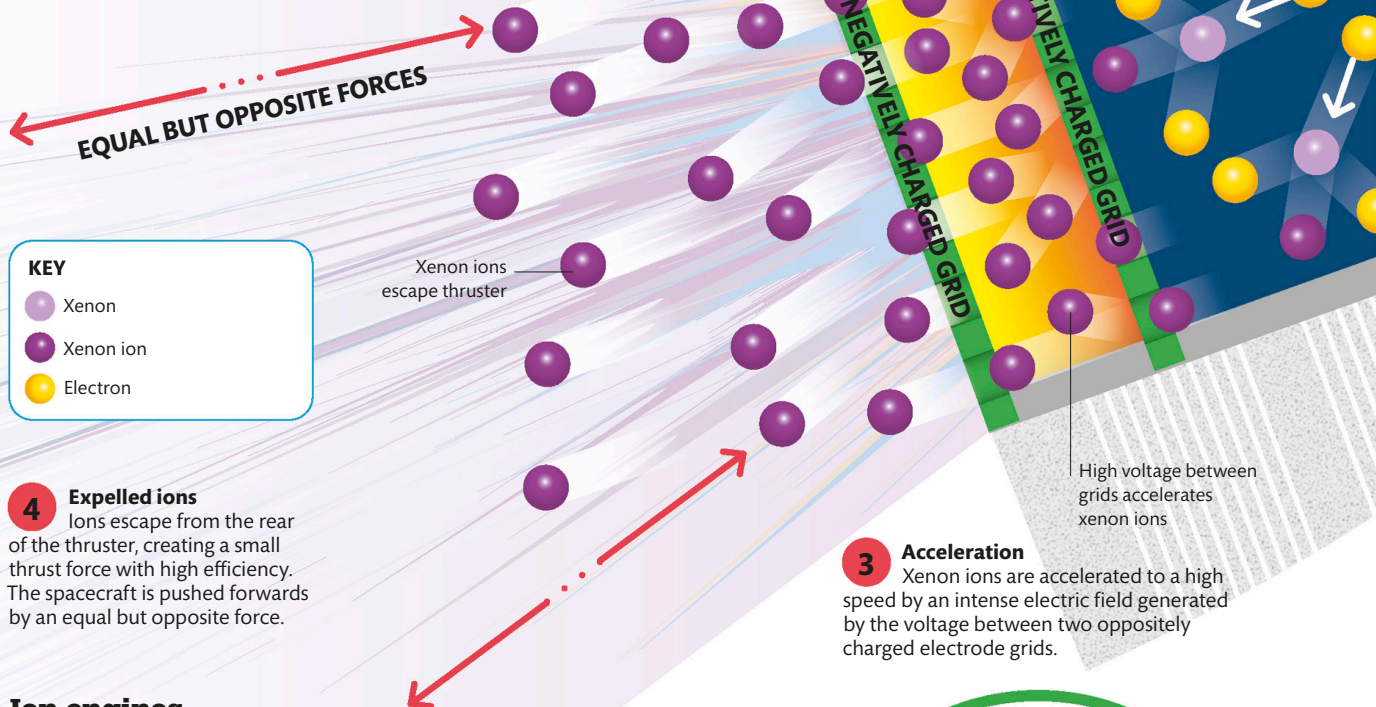 EQUAL BUT OPPOSITE FORCES
NEGATIVELY CHARGED GRID
TIVELY CHARGED GRID
KEY
Xenon
Xenon ion
Electron
Xenon ions
escape thruster
High voltage between
grids accelerates
xenon ions
4
Expelled ions
Ions escape from the rear
of the thruster, creating a small
thrust force with high efficiency.
The spacecraft is pushed forwards
by an equal but opposite force.
3
Acceleration
Xenon ions are accelerated to a high
speed by an intense electric field generated
by the voltage between two oppositely
charged electrode grids.
Ion engines